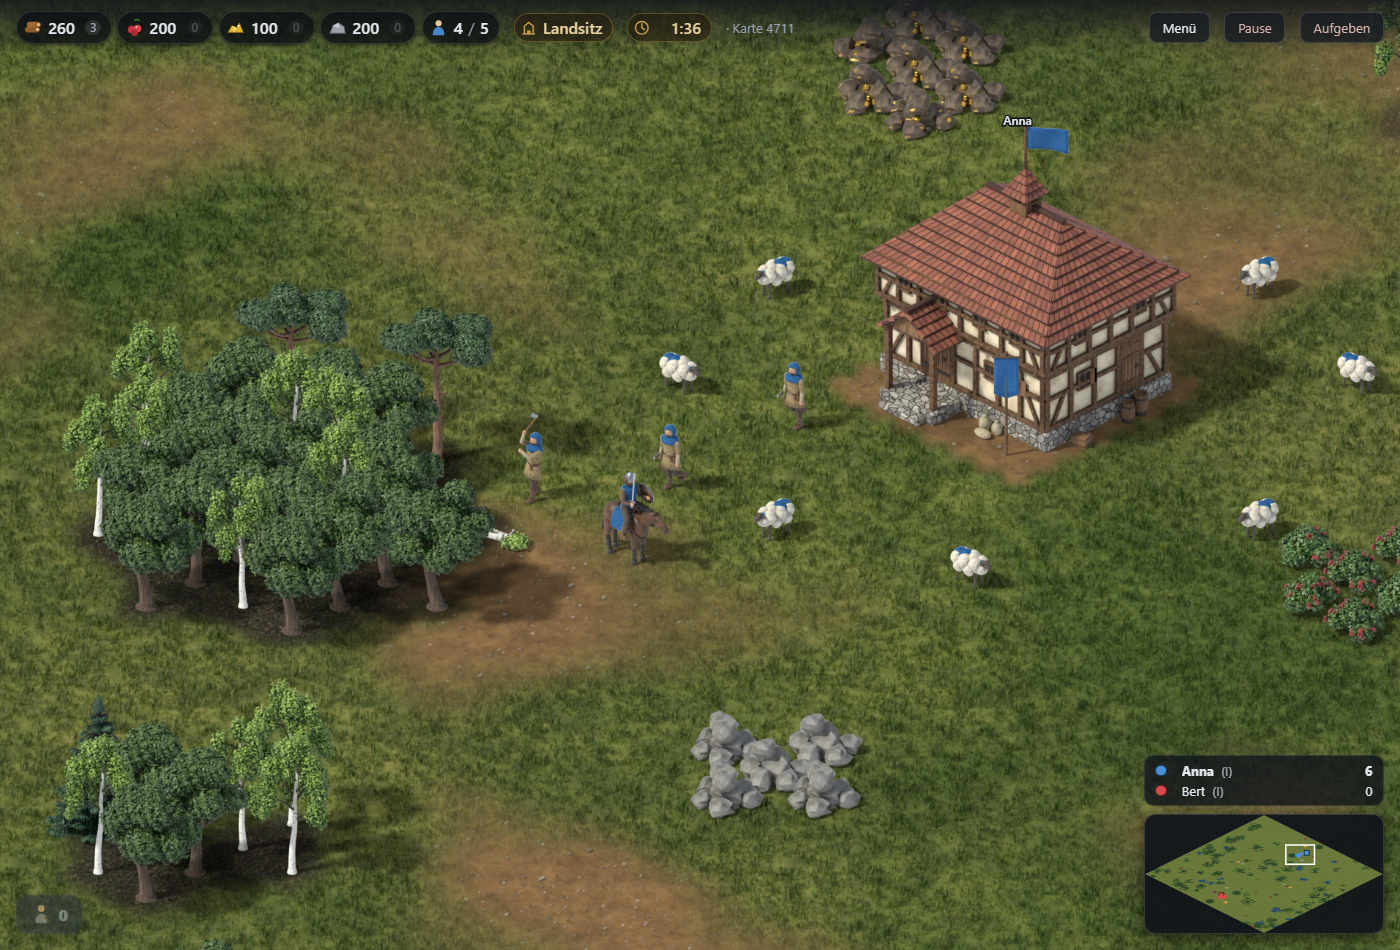 260 3 200 0 100 0 200 0 4 / 5 Landsitz 1:36 · Karte 4711 Menü Pause Aufgeben
Anna
Anna (I) 6
Bert (I) 0
0